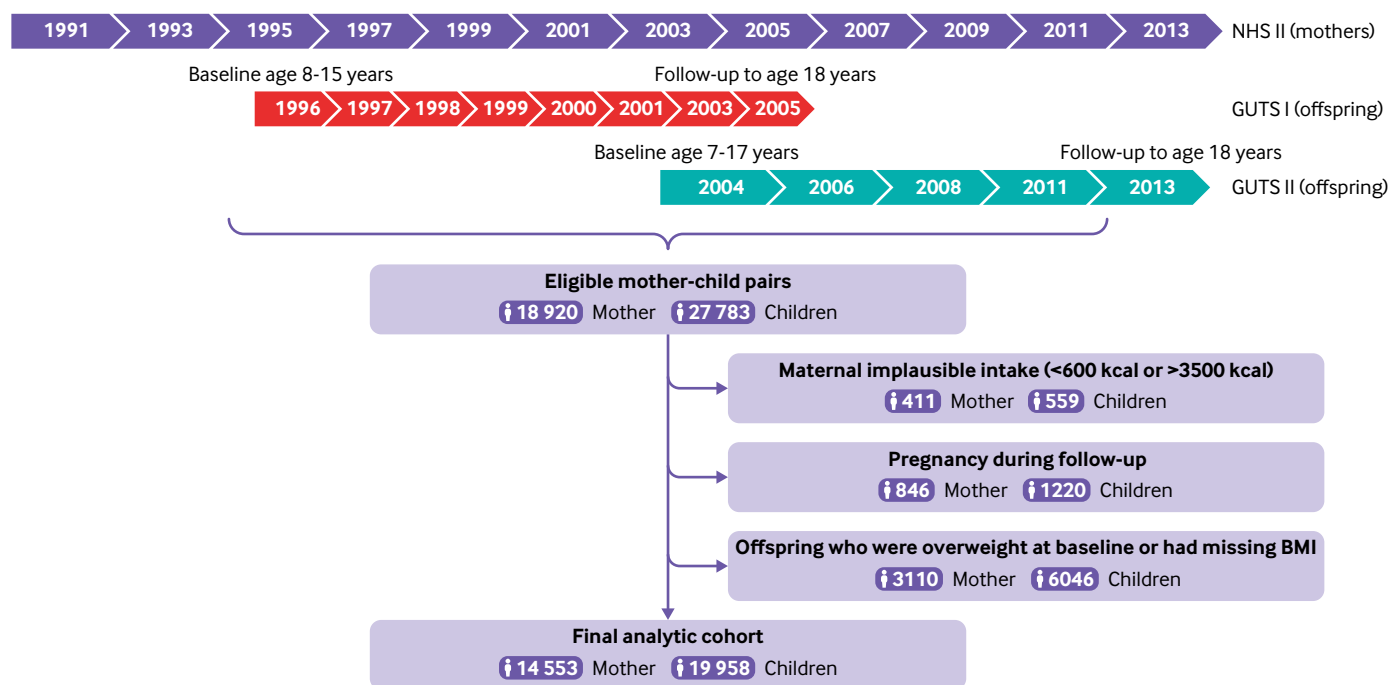 1991 1993 1995 1997 1999 2001 2003 2005 2007 2009 2011 2013 NHS II (mothers)
Baseline age 8-15 years Follow-up to age 18 years
1996 1997 1998 1999 2000 2001 2003 2005 GUTS I (offspring)
Baseline age 7-17 years Follow-up to age 18 years
2004 2006 2008 2011 2013 GUTS II (offspring)
Eligible mother-child pairs
18 920 Mother 27 783 Children
Maternal implausible intake (<600 kcal or >3500 kcal)
411 Mother 559 Children
Pregnancy during follow-up
846 Mother 1220 Children
Offspring who were overweight at baseline or had missing BMI
3110 Mother 6046 Children
Final analytic cohort
14 553 Mother 19 958 Children